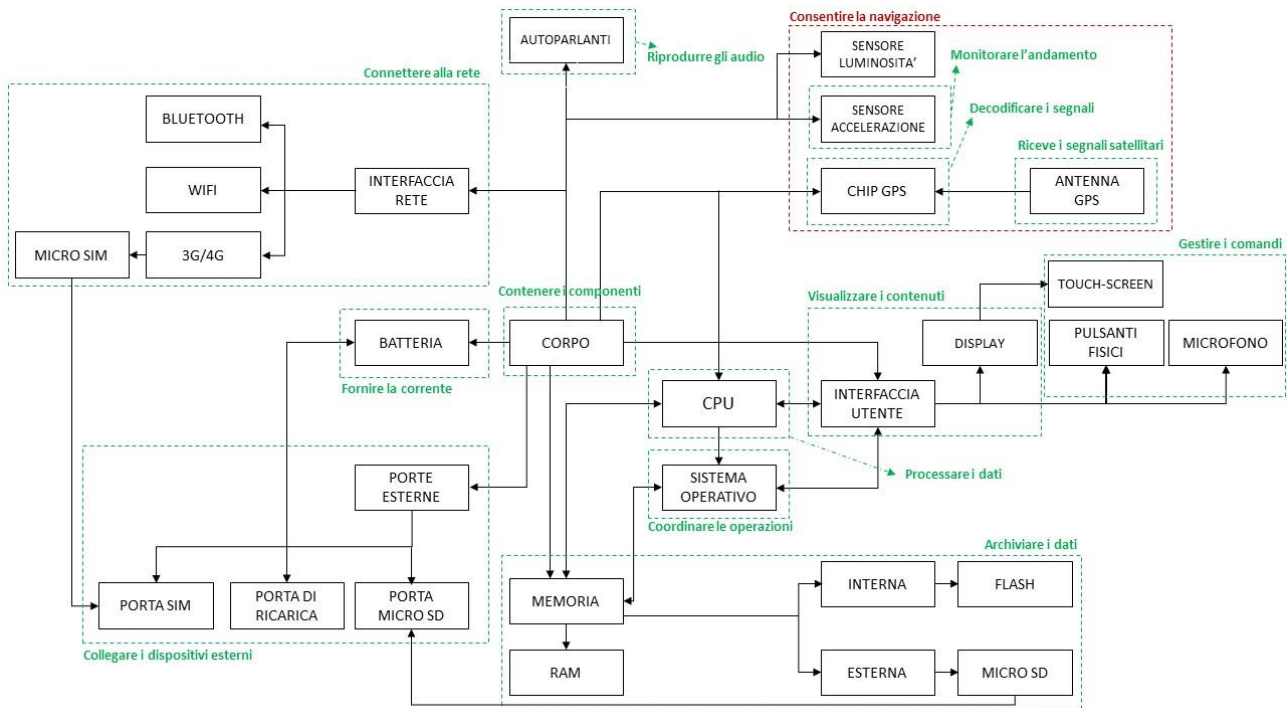 Consentire la navigazione
AUTOPARLANTI
Riprodurre gli audio
SENSORE
LUMINOSITA'
Monitorare l'andamento
Connettere alla rete
BLUETOOTH
SENSORE
ACCELERAZIONE
Decodificare i segnali
Riceve i segnali satellitari
WIFI
INTERFACCIA
RETE
CHIP GPS
ANTENNA
GPS
MICRO SIM
3G/4G
Gestire i comandi
TOUCH-SCREEN
Contenere i componenti
Visualizzare i contenuti
BATTERIA
CORPO
DISPLAY
PULSANTI
FISICI
MICROFONO
Fornire la corrente
CPU
INTERFACCIA
UTENTE
PORTE
ESTERNE
SISTEMA
OPERATIVO
Processare i dati
Coordinare le operazioni
Archiviare i dati
PORTA SIM
PORTA DI
RICARICA
PORTA
MICRO SD
MEMORIA
INTERNA
FLASH
Collegare i dispositivi esterni
RAM
ESTERNA
MICRO SD